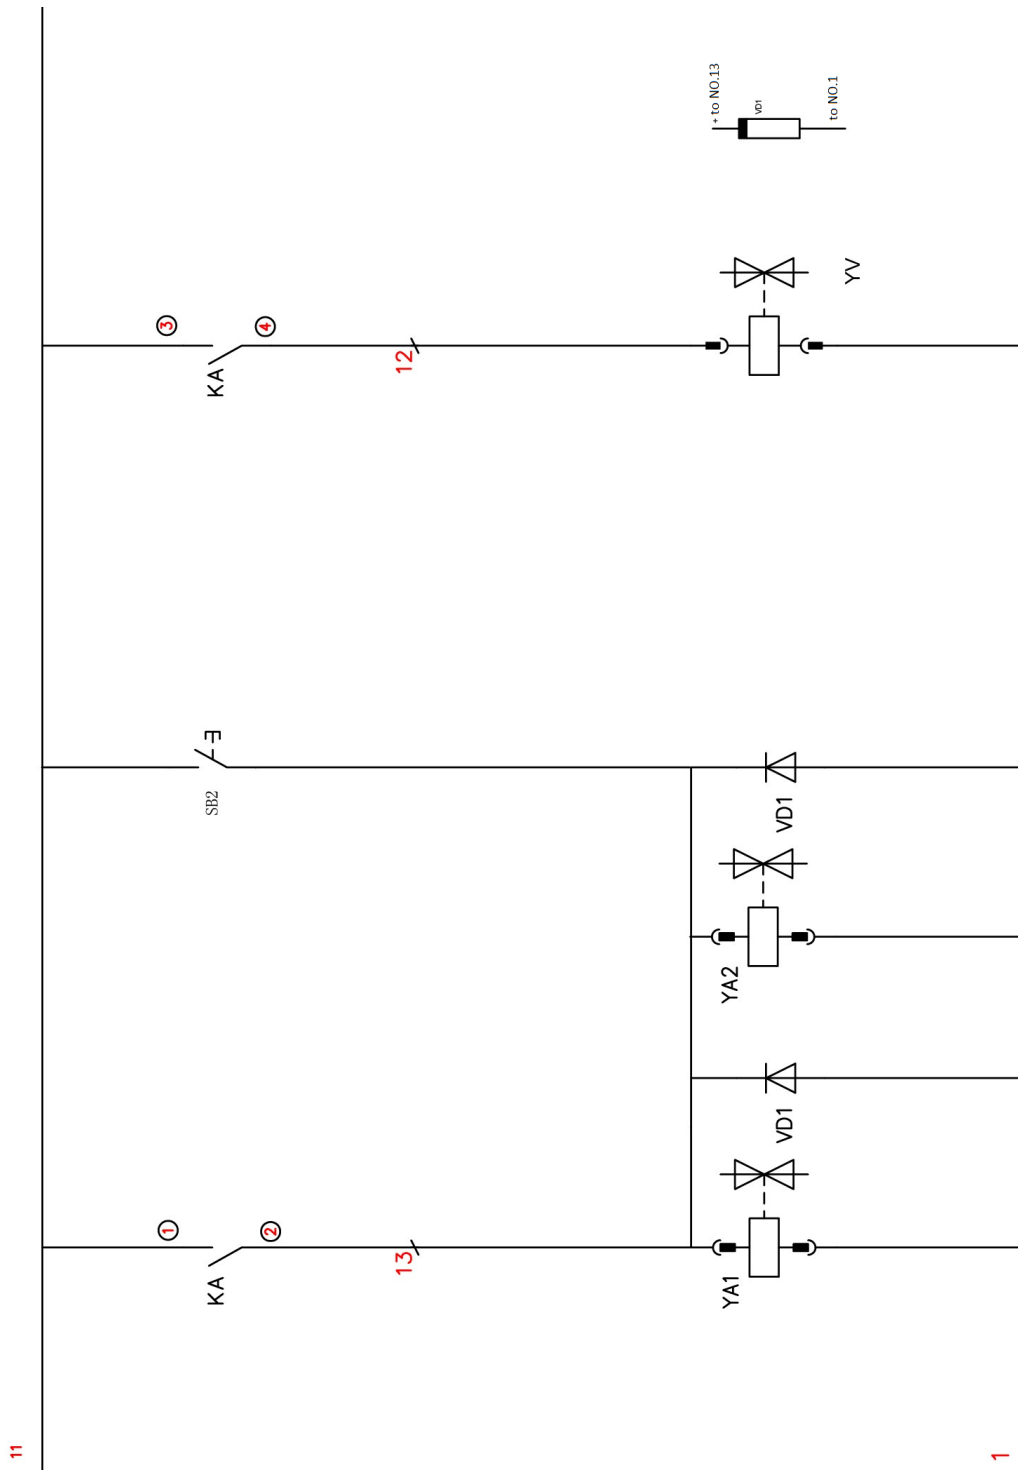 11
KA
①
②
13
YA1
VD1
YA2
VD1
SB2
KA
③
④
12
YV
+ to NO.13
VD1
to NO.1
1